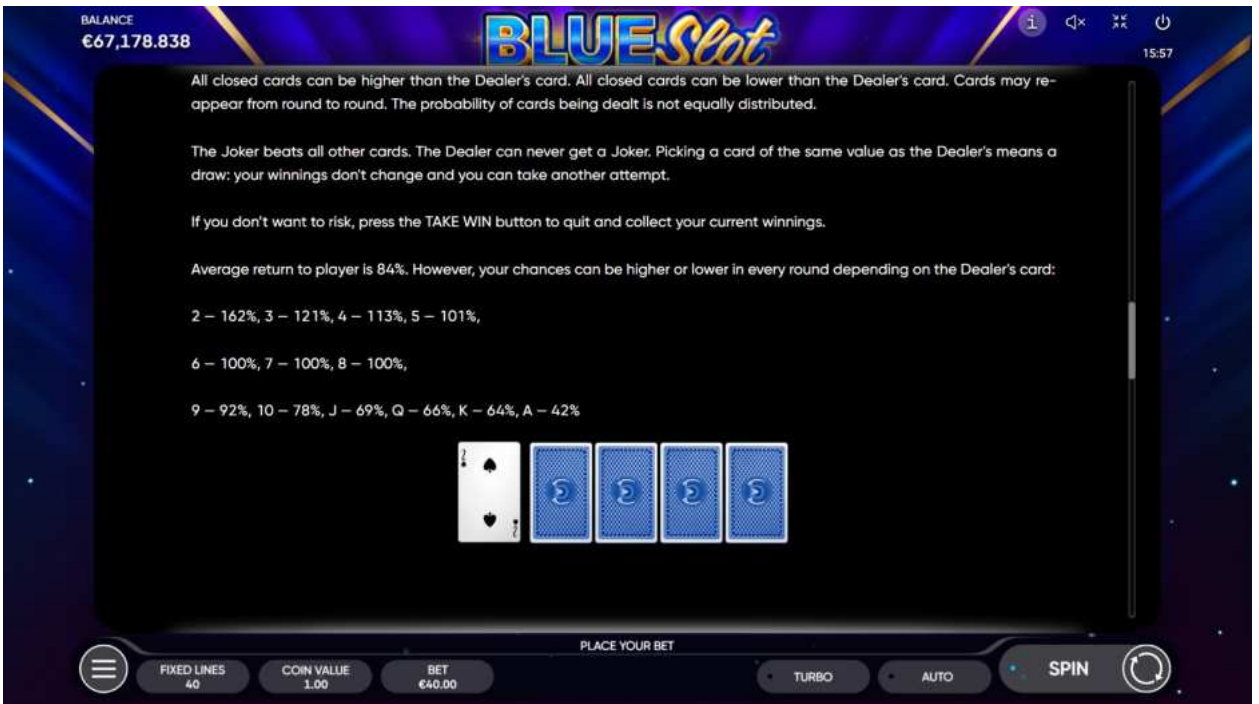 BALANCE
€67,178.838
BLUE Slot
i
15:57
All closed cards can be higher than the Dealer's card. All closed cards can be lower than the Dealer's card. Cards may re-
appear from round to round. The probability of cards being dealt is not equally distributed.
The Joker beats all other cards. The Dealer can never get a Joker. Picking a card of the same value as the Dealer's means a
draw: your winnings don't change and you can take another attempt.
If you don't want to risk, press the TAKE WIN button to quit and collect your current winnings.
Average return to player is 84%. However, your chances can be higher or lower in every round depending on the Dealer's card:
2 – 162%, 3 – 121%, 4 – 113%, 5 – 101%,
6 – 100%, 7 – 100%, 8 – 100%,
9 – 92%, 10 – 78%, J – 69%, Q – 66%, K – 64%, A – 42%
2
2
PLACE YOUR BET
FIXED LINES
40
COIN VALUE
1.00
BET
€40.00
TURBO
AUTO
SPIN